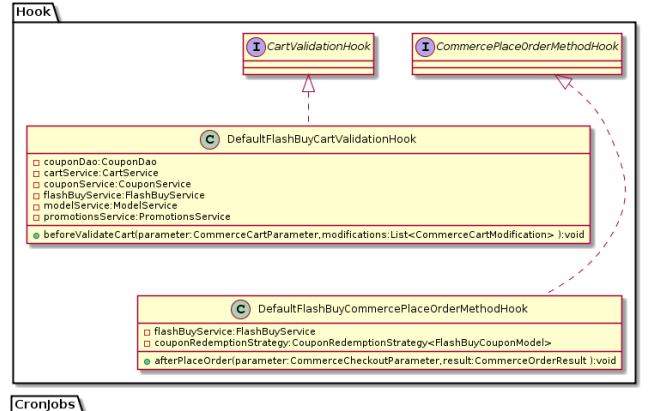 Hook
I CartValidationHook
I CommercePlaceOrderMethodHook
C DefaultFlashBuyCartValidationHook
couponDao:CouponDao
cartService:CartService
couponService:CouponService
flashBuyService:FlashBuyService
modelService:ModelService
promotionsService:PromotionsService
beforeValidateCart(parameter:CommerceCartParameter,modifications:List<CommerceCartModification> ):void
C DefaultFlashBuyCommercePlaceOrderMethodHook
flashBuyService:FlashBuyService
couponRedemptionStrategy:CouponRedemptionStrategy<FlashBuyCouponModel>
afterPlaceOrder(parameter:CommerceCheckoutParameter,result:CommerceOrderResult ):void
CronJobs